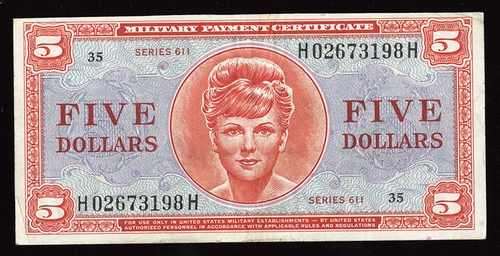 MILITARY PAYMENT CERTIFICATE
5 5
35 SERIES 611 H02673198H
FIVE FIVE
DOLLARS DOLLARS
H02673198H SERIES 611 35
5 5
FOR USE ONLY IN UNITED STATES MILITARY ESTABLISHMENTS — BY UNITED STATES
AUTHORIZED PERSONNEL IN ACCORDANCE WITH APPLICABLE RULES AND REGULATIONS